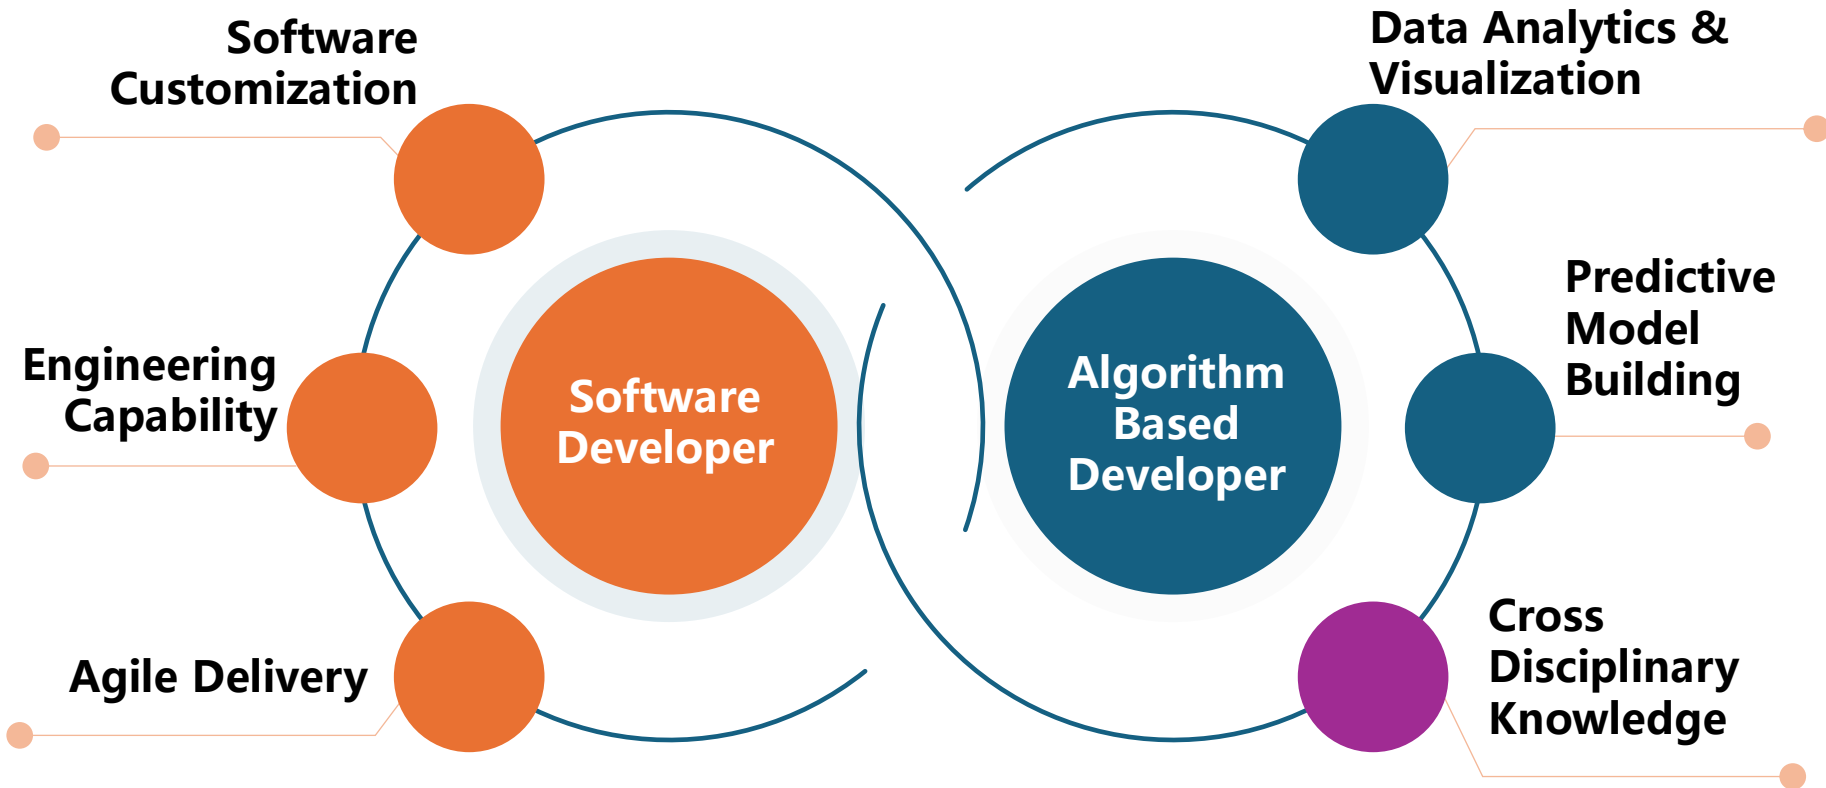 Software
Customization
Engineering
Capability
Agile Delivery
Software
Developer
Algorithm
Based
Developer
Data Analytics &
Visualization
Predictive
Model
Building
Cross
Disciplinary
Knowledge